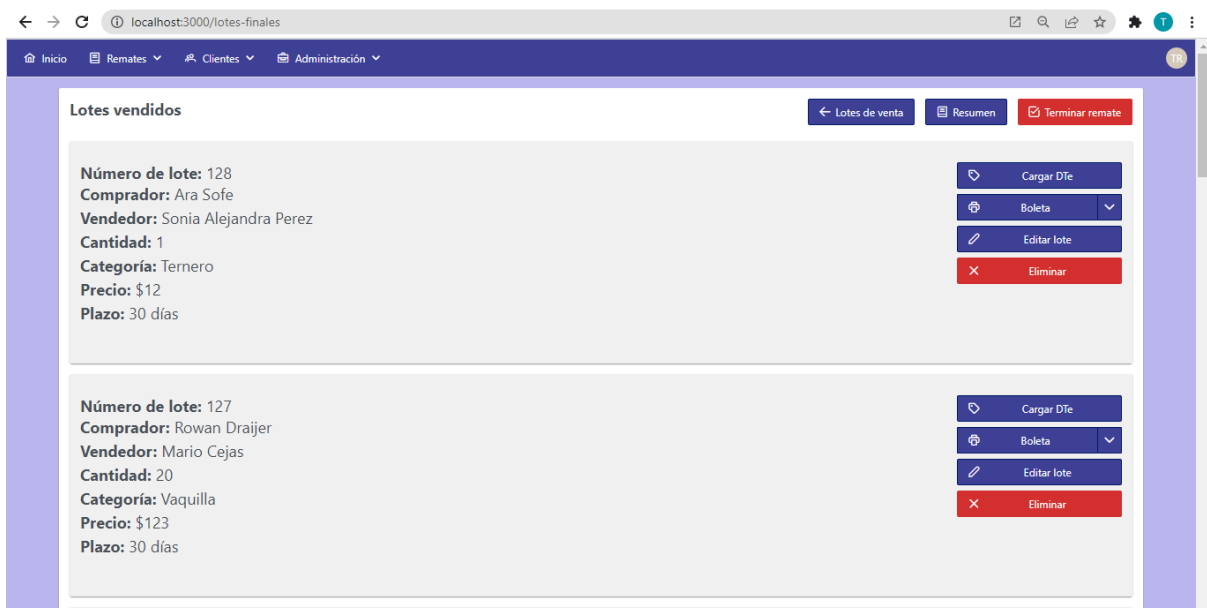 localhost:3000/lotes-finales
T
Inicio Remates Clientes Administración TR
Lotes vendidos Lotes de venta Resumen Terminar remate
Número de lote: 128
Comprador: Ara Sofe
Vendedor: Sonia Alejandra Perez
Cantidad: 1
Categoría: Ternero
Precio: $12
Plazo: 30 días
Cargar DTe
Boleta
Editar lote
Eliminar
Número de lote: 127
Comprador: Rowan Draijer
Vendedor: Mario Cejas
Cantidad: 20
Categoría: Vaquilla
Precio: $123
Plazo: 30 días
Cargar DTe
Boleta
Editar lote
Eliminar